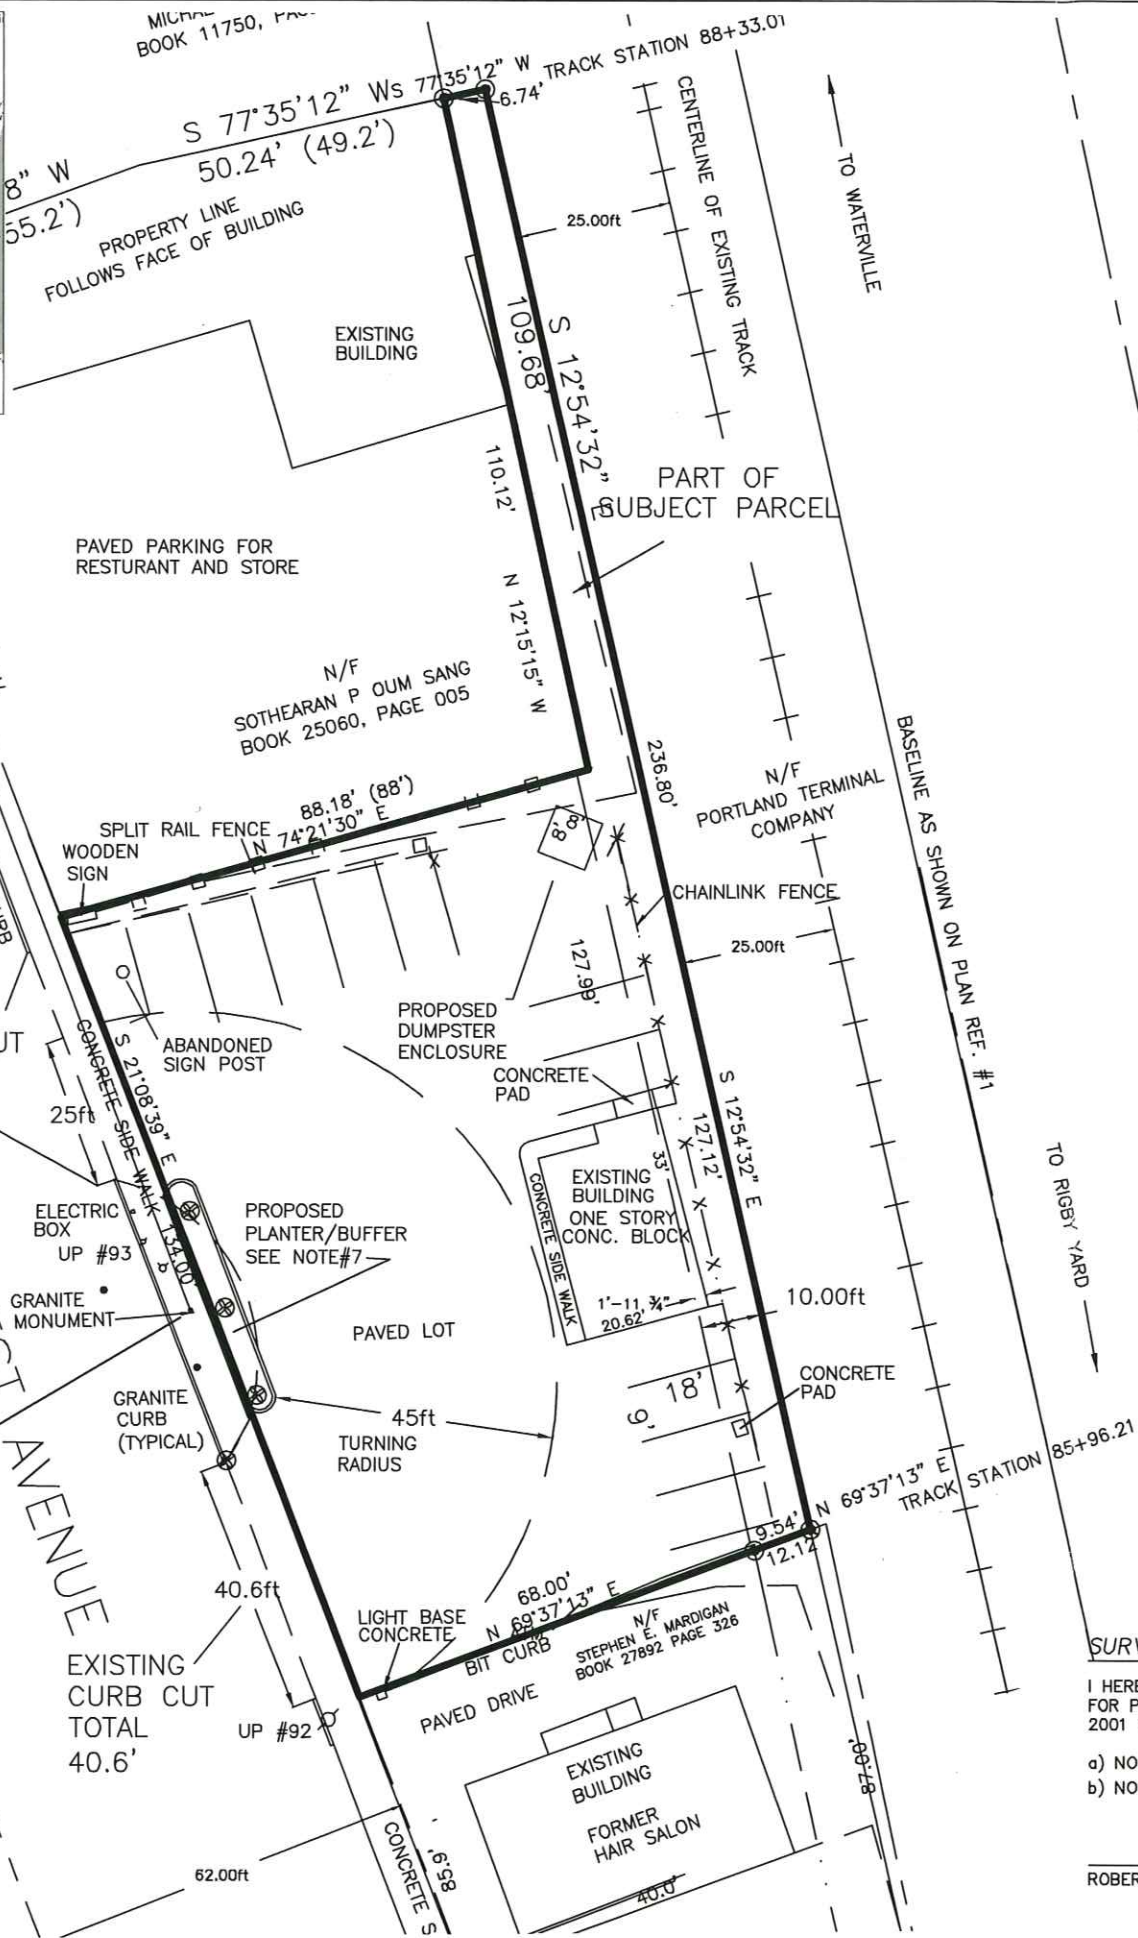 BOOK 11750,
S 77°35'12" W
50.24' (49.2')
S 77°35'12" W
6.74'
TRACK STATION 88+33.01
8" W
55.2')
PROPERTY LINE
FOLLOWS FACE OF BUILDING
EXISTING
BUILDING
25.00ft
CENTERLINE OF EXISTING TRACK
TO WATERVILLE
109.68'
S 12°54'32" E
110.12'
N 12°15'15" W
PART OF
SUBJECT PARCEL
PAVED PARKING FOR
RESTURANT AND STORE
N/F
SOTHEARAN P OUM SANG
BOOK 25060, PAGE 005
236.80'
N/F
PORTLAND TERMINAL
COMPANY
BASELINE AS SHOWN ON PLAN REF. #1
88.18' (88')
N 74°21'30" E
SPLIT RAIL FENCE
WOODEN
SIGN
8'
8'
CHAINLINK FENCE
25.00ft
127.99'
PROPOSED
DUMPSTER
ENCLOSURE
ABANDONED
SIGN POST
CONCRETE
PAD
CONCRETE SIDE WALK
S 21°08'39" E
134.00'
25ft
S 12°54'32" E
127.12'
33'
EXISTING
BUILDING
ONE STORY
CONC. BLOCK
CONCRETE SIDE WALK
1'-11 ¾"
20.62'
10.00ft
TO RIGBY YARD
ELECTRIC
BOX
UP #93
PROPOSED
PLANTER/BUFFER
SEE NOTE#7
GRANITE
MONUMENT
PAVED LOT
GRANITE
CURB
(TYPICAL)
45ft
TURNING
RADIUS
18'
9'
CONCRETE
PAD
AVENUE
N 69°37'13" E
TRACK STATION 85+96.21
9.54'
12.12
68.00'
N 69°37'13" E
BIT CURB
N/F
STEPHEN E. MARDIGAN
BOOK 27892 PAGE 326
LIGHT BASE
CONCRETE
40.6ft
EXISTING
CURB CUT
TOTAL
40.6'
UP #92
PAVED DRIVE
EXISTING
BUILDING
FORMER
HAIR SALON
40.0'
87.00'
85.9'
CONCRETE S
62.00ft
SURV
I HERE
FOR P
2001
a) NO
b) NO
ROBER